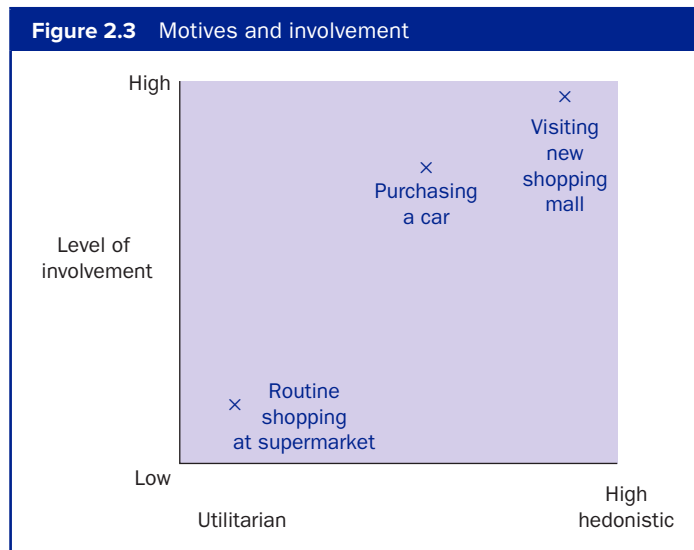 Figure 2.3 Motives and involvement
High
Visiting
new
shopping
mall
Purchasing
a car
Level of
involvement
Routine
shopping
at supermarket
Low
Utilitarian
High
hedonistic